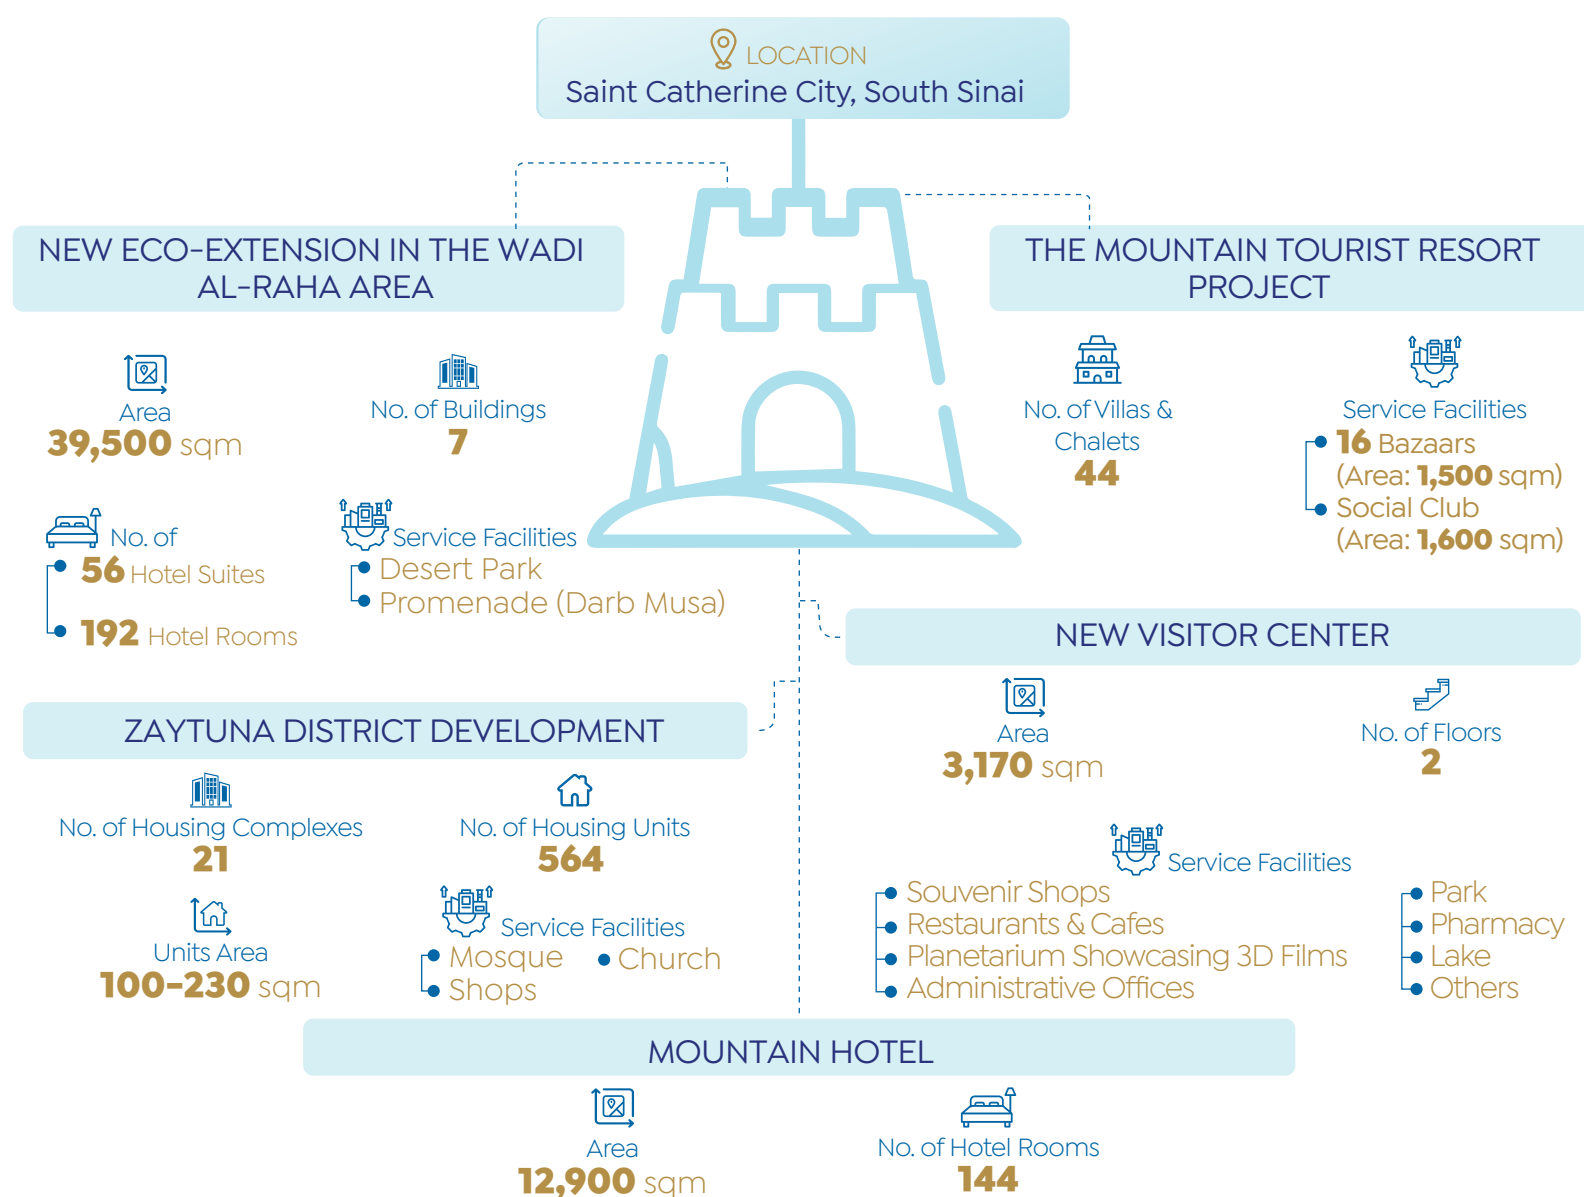 LOCATION
Saint Catherine City, South Sinai
NEW ECO-EXTENSION IN THE WADI
AL-RAHA AREA
Area
39,500 sqm
No. of Buildings
7
No. of
56 Hotel Suites
192 Hotel Rooms
Service Facilities
Desert Park
Promenade (Darb Musa)
THE MOUNTAIN TOURIST RESORT
PROJECT
No. of Villas &
Chalets
44
Service Facilities
16 Bazaars
(Area: 1,500 sqm)
Social Club
(Area: 1,600 sqm)
NEW VISITOR CENTER
Area
3,170 sqm
No. of Floors
2
Service Facilities
Souvenir Shops
Restaurants & Cafes
Planetarium Showcasing 3D Films
Administrative Offices
Park
Pharmacy
Lake
Others
ZAYTUNA DISTRICT DEVELOPMENT
No. of Housing Complexes
21
No. of Housing Units
564
Units Area
100-230 sqm
Service Facilities
Mosque
Church
Shops
MOUNTAIN HOTEL
Area
12,900 sqm
No. of Hotel Rooms
144